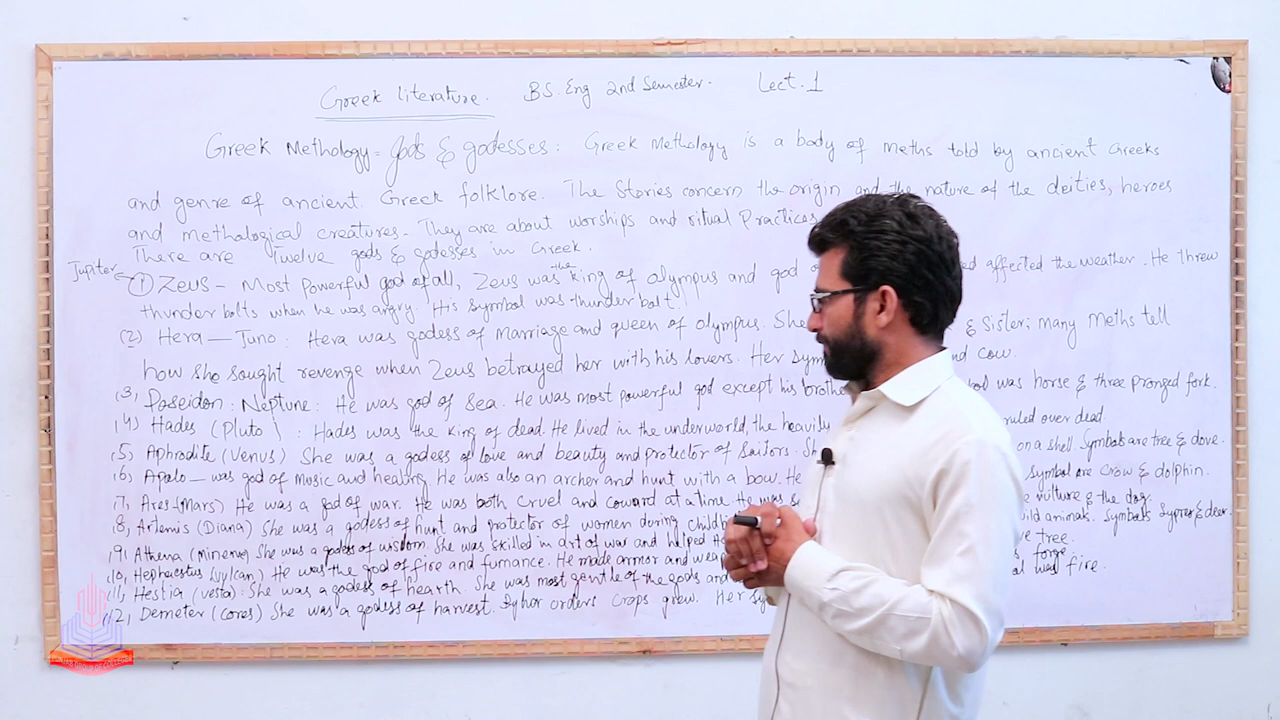 Greek Literature. BS. Eng 2nd Semester. Lect. 1
Greek Methology = gods & godesses : Greek Methology is a body of meths told by ancient Greeks
and genre of ancient Greek folklore. The stories concern the origin and the nature of the deities, heroes
and methalogical creatures. They are about worships and ritual practices
There are Twelve gods & godesses in Greek.
Jupiter
(1) Zeus - Most powerful god of all, Zeus was the king of olympus and god affected the weather. He threw
thunder bolts when he was angry. His symbol was thunder bolt.
(2) Hera — Juno : Hera was godess of marriage and queen of olympus. She & Sister; many Meths tell
how she sought revenge when Zeus betrayed her with his lovers. Her and cow.
(3) Poseidon : Neptune : He was god of sea. He was most powerful god except his was horse & three pronged fork.
(4) Hades (Pluto) : Hades was the king of dead. He lived in the underworld, the heavily ruled over dead.
(5) Aphrodite (Venus) She was a godess of love and beauty and protector of sailors. on a shell. Symbols are tree & dove.
(6) Apolo — was god of Music and healing. He was also an archer and hunt with a bow. He symbol are crow & dolphin.
(7) Ares - (Mars) He was a god of war. He was both cruel and coward at a time. He was vulture & the dog.
(8) Artemis (Diana) She was a godess of hunt and protector of women during animals. Symbols Sypres & dear.
(9) Athena (Minerva) She was a godess of wisdom. She was skilled in art of war and helped tree.
(10) Hephaestus (vulcan) He was the god of fire and furnance. He made armor and forge.
(11) Hestia (vesta) : She was a godess of hearth. She was most gentle of the gods and was fire.
(12) Demeter (Ceres) She was a godess of harvest. orders Crops grew. Her